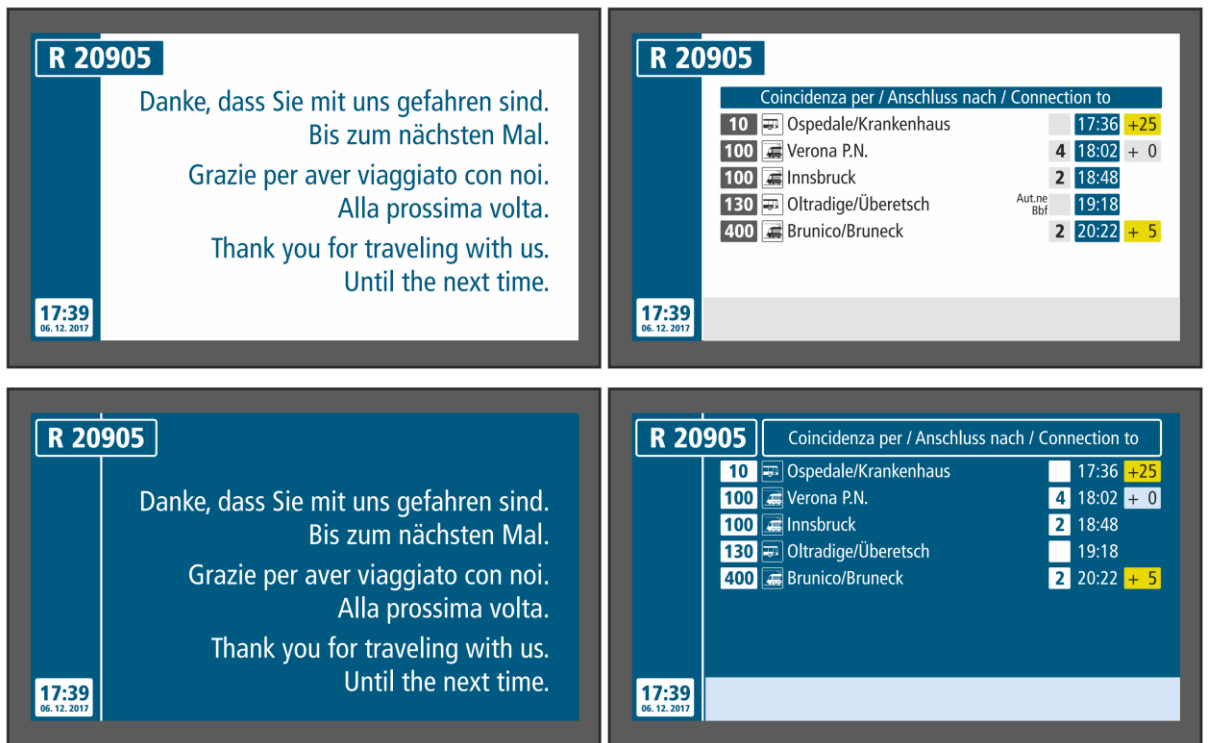 R 20905
Danke, dass Sie mit uns gefahren sind.
Bis zum nächsten Mal.
Grazie per aver viaggiato con noi.
Alla prossima volta.
Thank you for traveling with us.
Until the next time.
17:39
06. 12. 2017
R 20905
Coincidenza per / Anschluss nach / Connection to
10 Ospedale/Krankenhaus 17:36 +25
100 Verona P.N. 4 18:02 + 0
100 Innsbruck 2 18:48
130 Oltradige/Überetsch Aut.ne Bbf 19:18
400 Brunico/Bruneck 2 20:22 + 5
17:39
06. 12. 2017
R 20905
Danke, dass Sie mit uns gefahren sind.
Bis zum nächsten Mal.
Grazie per aver viaggiato con noi.
Alla prossima volta.
Thank you for traveling with us.
Until the next time.
17:39
06. 12. 2017
R 20905
Coincidenza per / Anschluss nach / Connection to
10 Ospedale/Krankenhaus 17:36 +25
100 Verona P.N. 4 18:02 + 0
100 Innsbruck 2 18:48
130 Oltradige/Überetsch 19:18
400 Brunico/Bruneck 2 20:22 + 5
17:39
06. 12. 2017